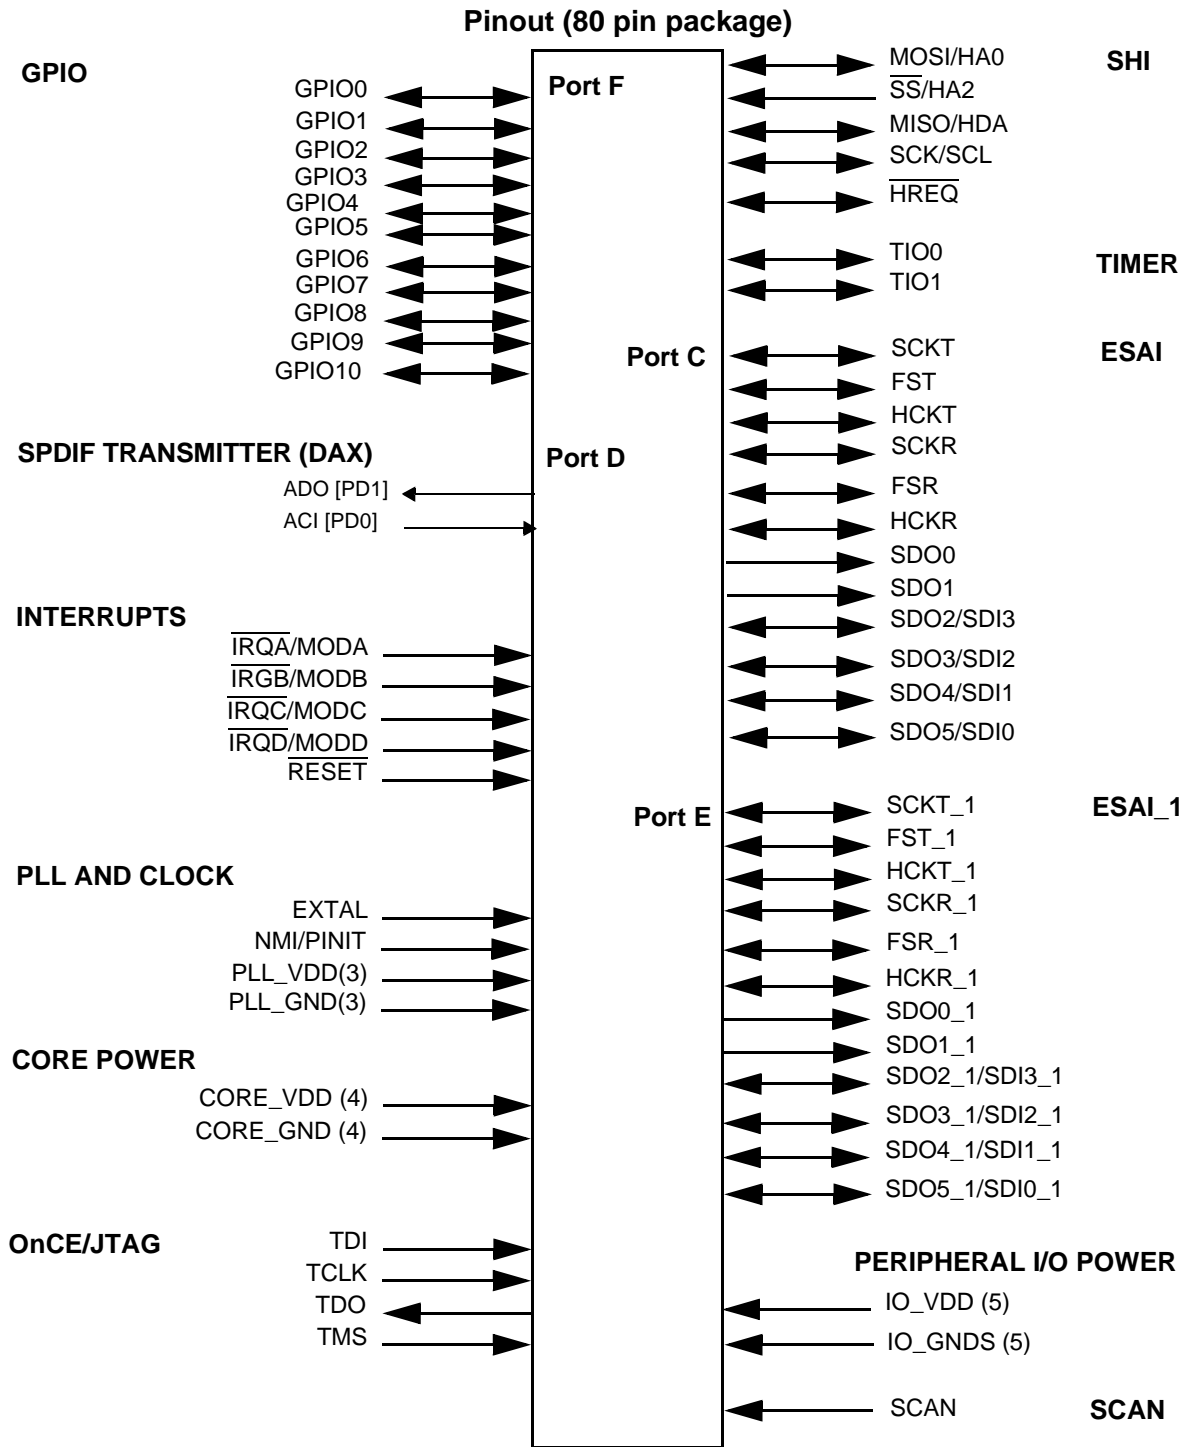 Pinout (80 pin package)
GPIO
Port F
GPIO0
GPIO1
GPIO2
GPIO3
GPIO4
GPIO5
GPIO6
GPIO7
GPIO8
GPIO9
GPIO10
SPDIF TRANSMITTER (DAX)
Port D
ADO [PD1]
ACI [PD0]
INTERRUPTS
IRQA/MODA
IRGB/MODB
IRQC/MODC
IRQD/MODD
RESET
PLL AND CLOCK
EXTAL
NMI/PINIT
PLL_VDD(3)
PLL_GND(3)
CORE POWER
CORE_VDD (4)
CORE_GND (4)
OnCE/JTAG
TDI
TCLK
TDO
TMS
MOSI/HA0
SHI
SS/HA2
MISO/HDA
SCK/SCL
HREQ
TIO0
TIMER
TIO1
Port C
SCKT
ESAI
FST
HCKT
SCKR
FSR
HCKR
SDO0
SDO1
SDO2/SDI3
SDO3/SDI2
SDO4/SDI1
SDO5/SDI0
Port E
SCKT_1
ESAI_1
FST_1
HCKT_1
SCKR_1
FSR_1
HCKR_1
SDO0_1
SDO1_1
SDO2_1/SDI3_1
SDO3_1/SDI2_1
SDO4_1/SDI1_1
SDO5_1/SDI0_1
PERIPHERAL I/O POWER
IO_VDD (5)
IO_GNDS (5)
SCAN
SCAN